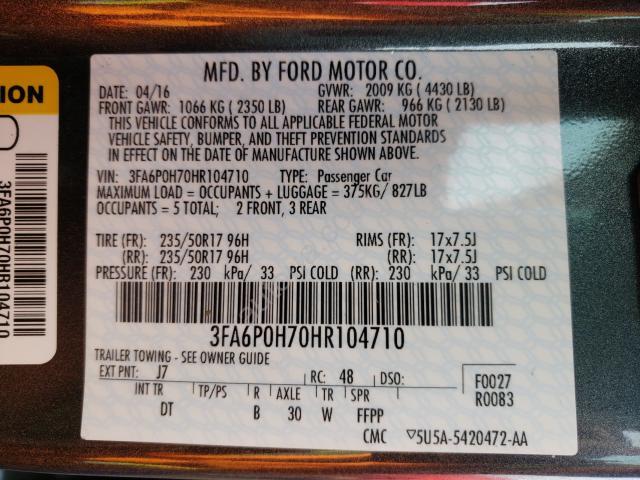 MFD. BY FORD MOTOR CO.
DATE: 04/16 GVWR: 2009 KG ( 4430 LB)
FRONT GAWR: 1066 KG ( 2350 LB) REAR GAWR: 966 KG ( 2130 LB)
THIS VEHICLE CONFORMS TO ALL APPLICABLE FEDERAL MOTOR
VEHICLE SAFETY, BUMPER, AND THEFT PREVENTION STANDARDS
IN EFFECT ON THE DATE OF MANUFACTURE SHOWN ABOVE.
VIN: 3FA6P0H70HR104710 TYPE: Passenger Car
MAXIMUM LOAD = OCCUPANTS + LUGGAGE = 375KG/ 827LB
OCCUPANTS = 5 TOTAL; 2 FRONT, 3 REAR
TIRE (FR): 235/50R17 96H RIMS (FR): 17x7.5J
(RR): 235/50R17 96H (RR): 17x7.5J
PRESSURE (FR): 230 kPa/ 33 PSI COLD (RR): 230 kPa/ 33 PSI COLD
3FA6P0H70HR104710
TRAILER TOWING - SEE OWNER GUIDE
EXT PNT: J7 RC: 48 DSO: F0027
R0083
INT TR TP/PS R AXLE TR SPR
DT B 30 W FFPP
CMC ▽5U5A-5420472-AA
ION
3FA6P0H70HR104710